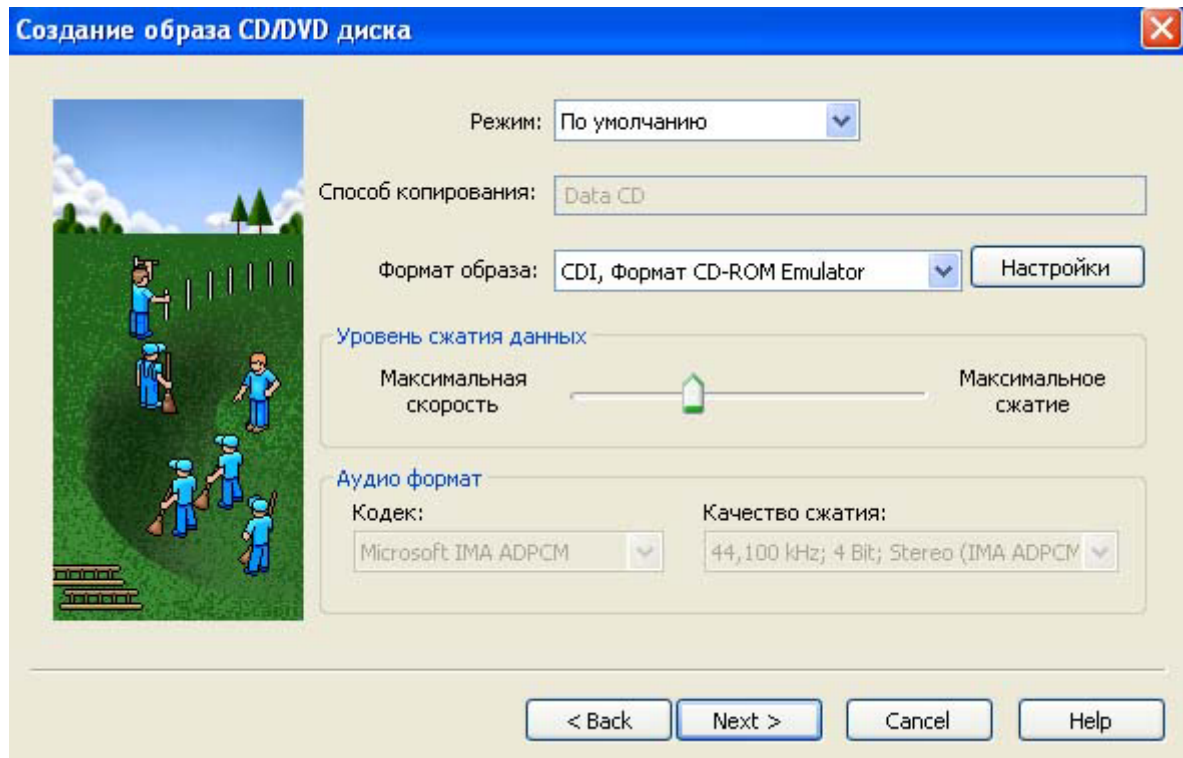 Создание образа CD/DVD диска
Режим: По умолчанию
Способ копирования: Data CD
Формат образа: CDI, Формат CD-ROM Emulator Настройки
Уровень сжатия данных
Максимальная скорость
Максимальное сжатие
Аудио формат
Кодек: Качество сжатия:
Microsoft IMA ADPCM 44,100 kHz; 4 Bit; Stereo (IMA ADPCM
< Back Next > Cancel Help